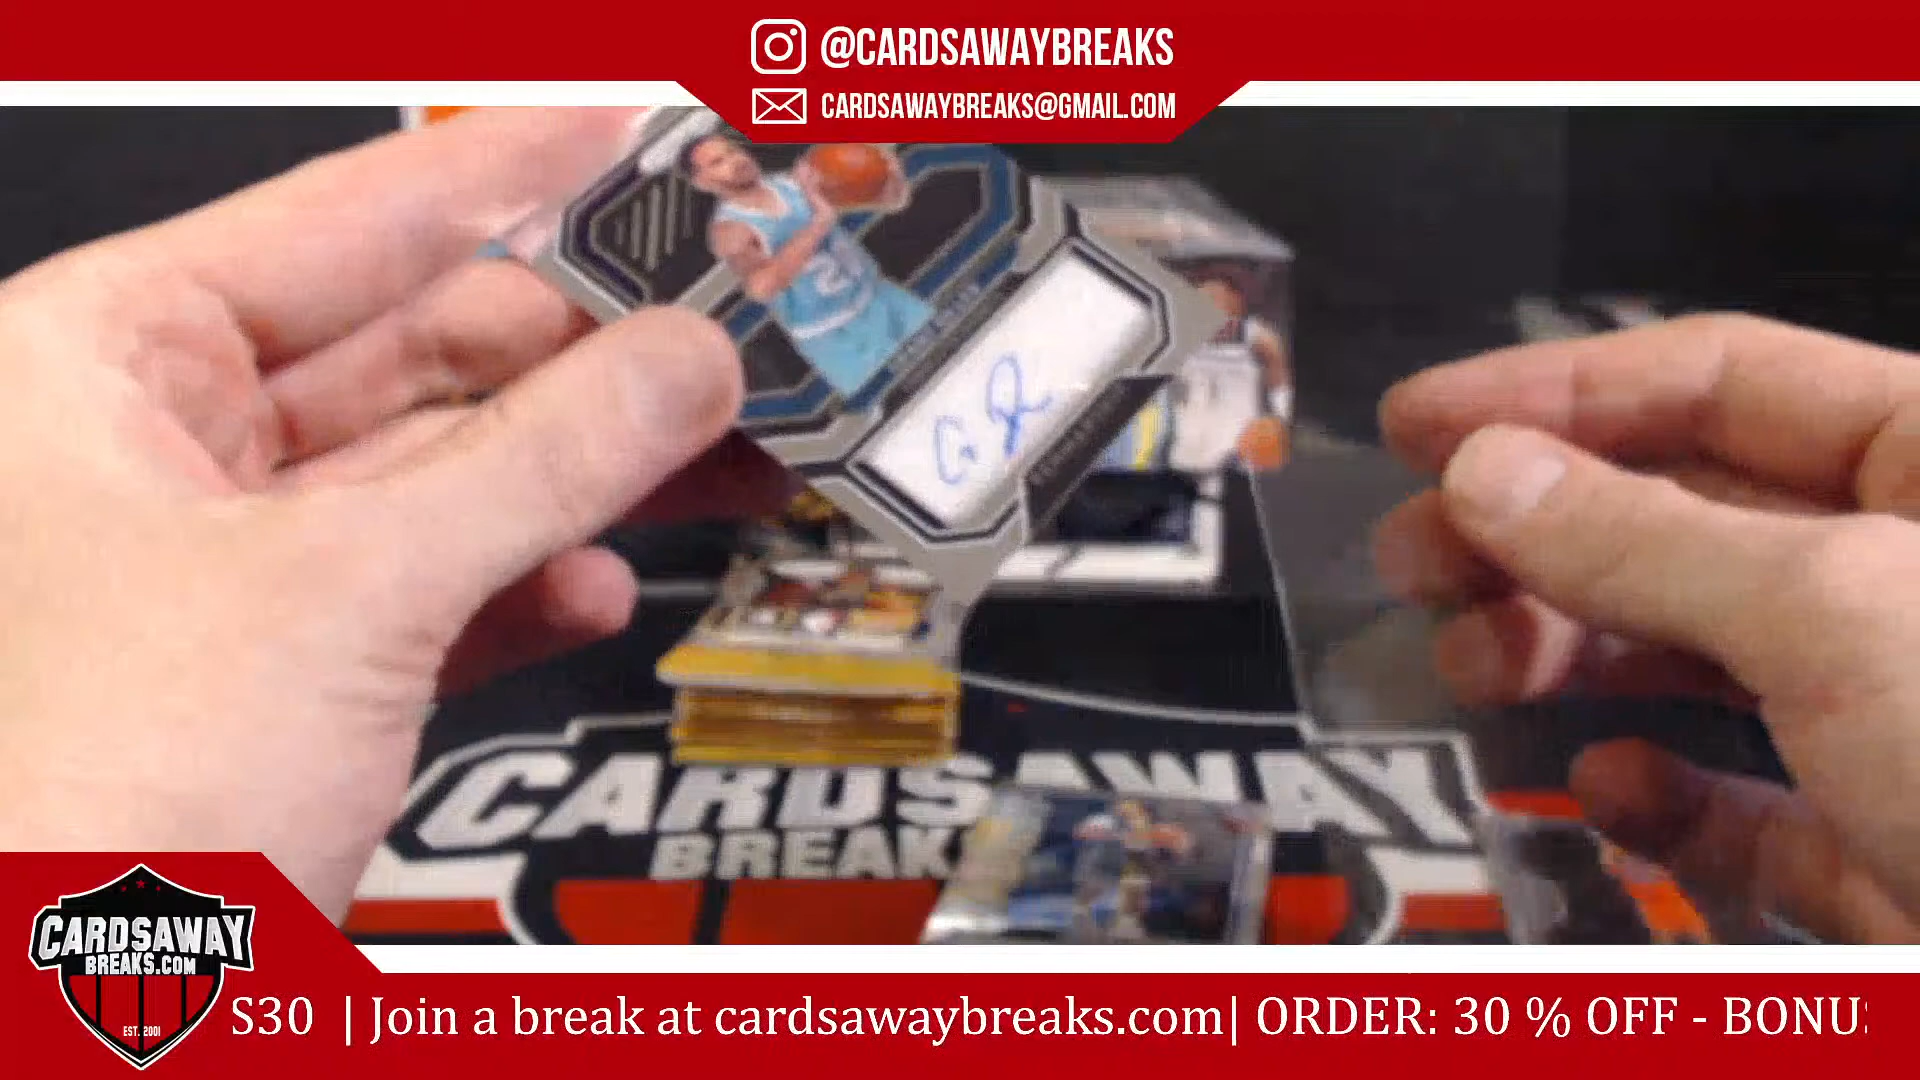 @CARDSAWAYBREAKS
CARDSAWAYBREAKS@GMAIL.COM
CARDSAWAY
BREAK
CARDSAWAY
BREAKS.COM
EST. 2001
S30 | Join a break at cardsawaybreaks.com| ORDER: 30 % OFF - BONUS